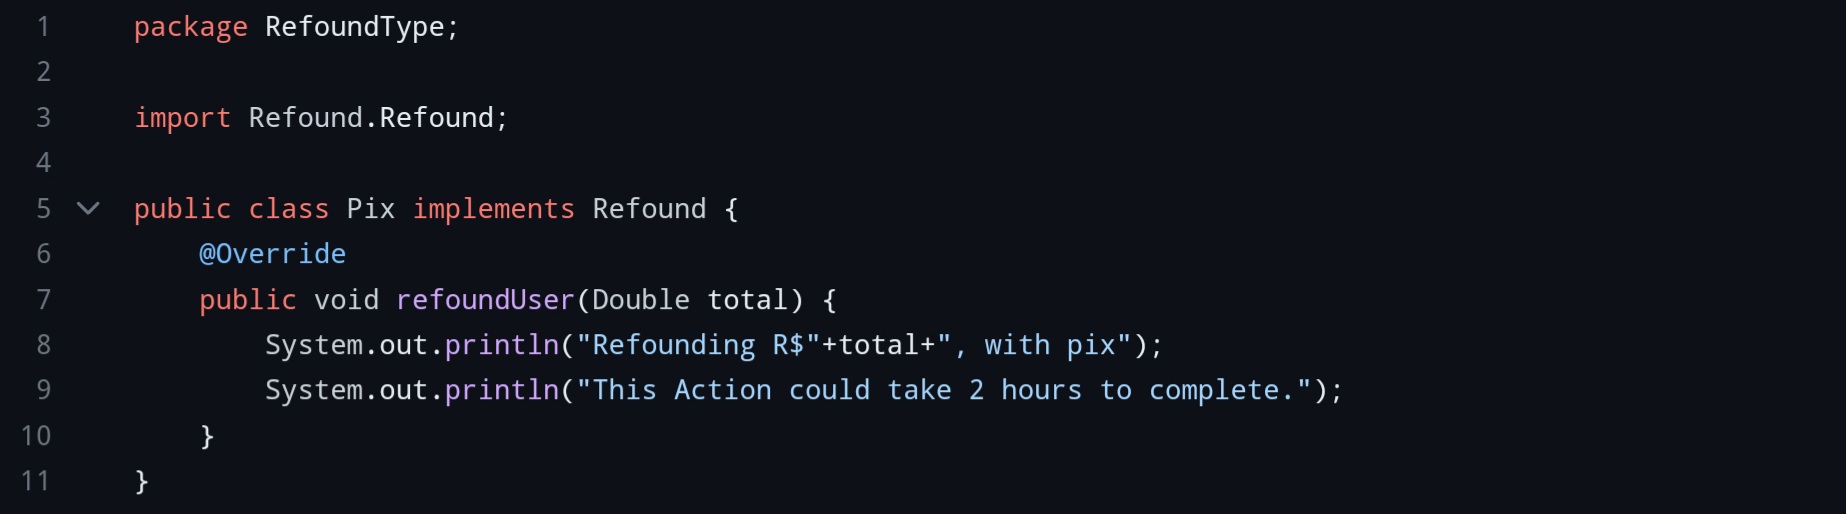 1 package RefoundType;
2
3 import Refound.Refound;
4
5 public class Pix implements Refound {
6     @Override
7     public void refoundUser(Double total) {
8         System.out.println("Refounding R$"+total+", with pix");
9         System.out.println("This Action could take 2 hours to complete.");
10     }
11 }